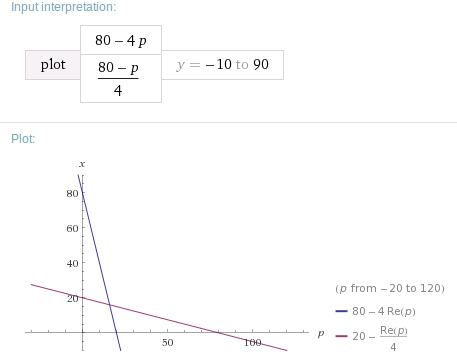 Input interpretation:
80 – 4 p
plot
80 – p
4
y = −10 to 90
Plot:
x
80
60
40
20
50
100
p
(p from −20 to 120)
80 – 4 Re(p)
20 – Re(p)
4